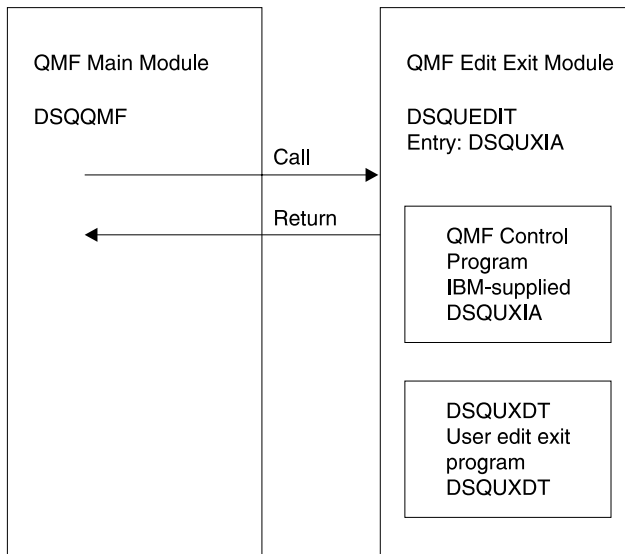 QMF Main Module
DSQQMF
QMF Edit Exit Module
DSQUEDIT
Entry: DSQUXIA
Call
Return
QMF Control
Program
IBM-supplied
DSQUXIA
DSQUXDT
User edit exit
program
DSQUXDT